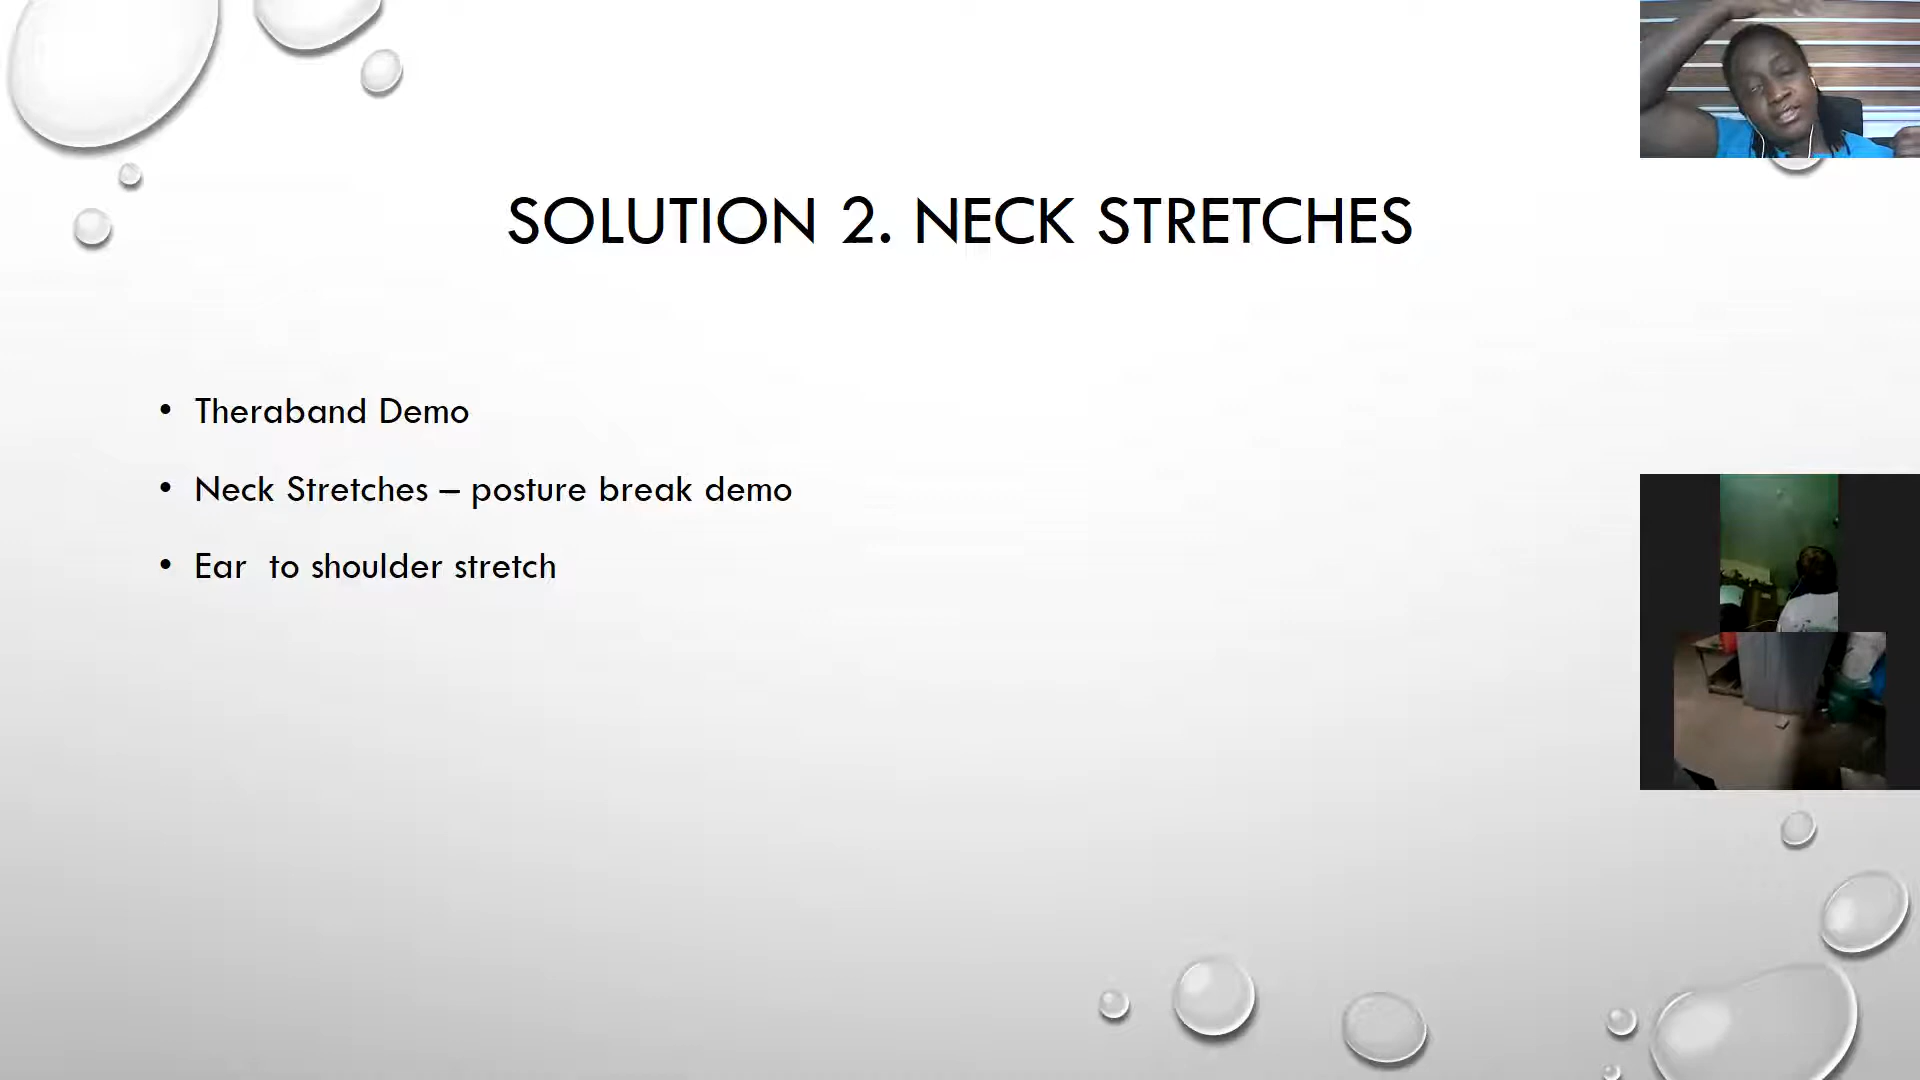 SOLUTION 2. NECK STRETCHES
• Theraband Demo
• Neck Stretches – posture break demo
• Ear  to shoulder stretch